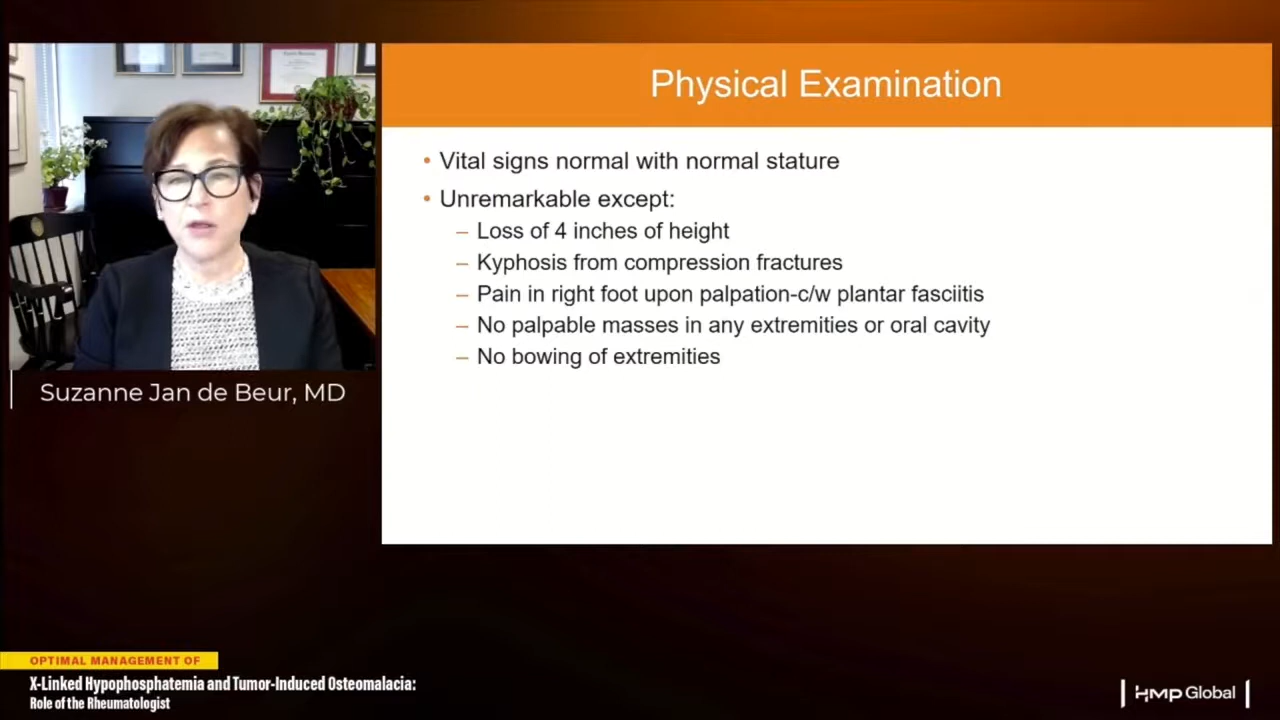 Physical Examination
• Vital signs normal with normal stature
• Unremarkable except:
– Loss of 4 inches of height
– Kyphosis from compression fractures
– Pain in right foot upon palpation-c/w plantar fasciitis
– No palpable masses in any extremities or oral cavity
– No bowing of extremities
Suzanne Jan de Beur, MD
OPTIMAL MANAGEMENT OF
X-Linked Hypophosphatemia and Tumor-Induced Osteomalacia:
Role of the Rheumatologist
HMP Global